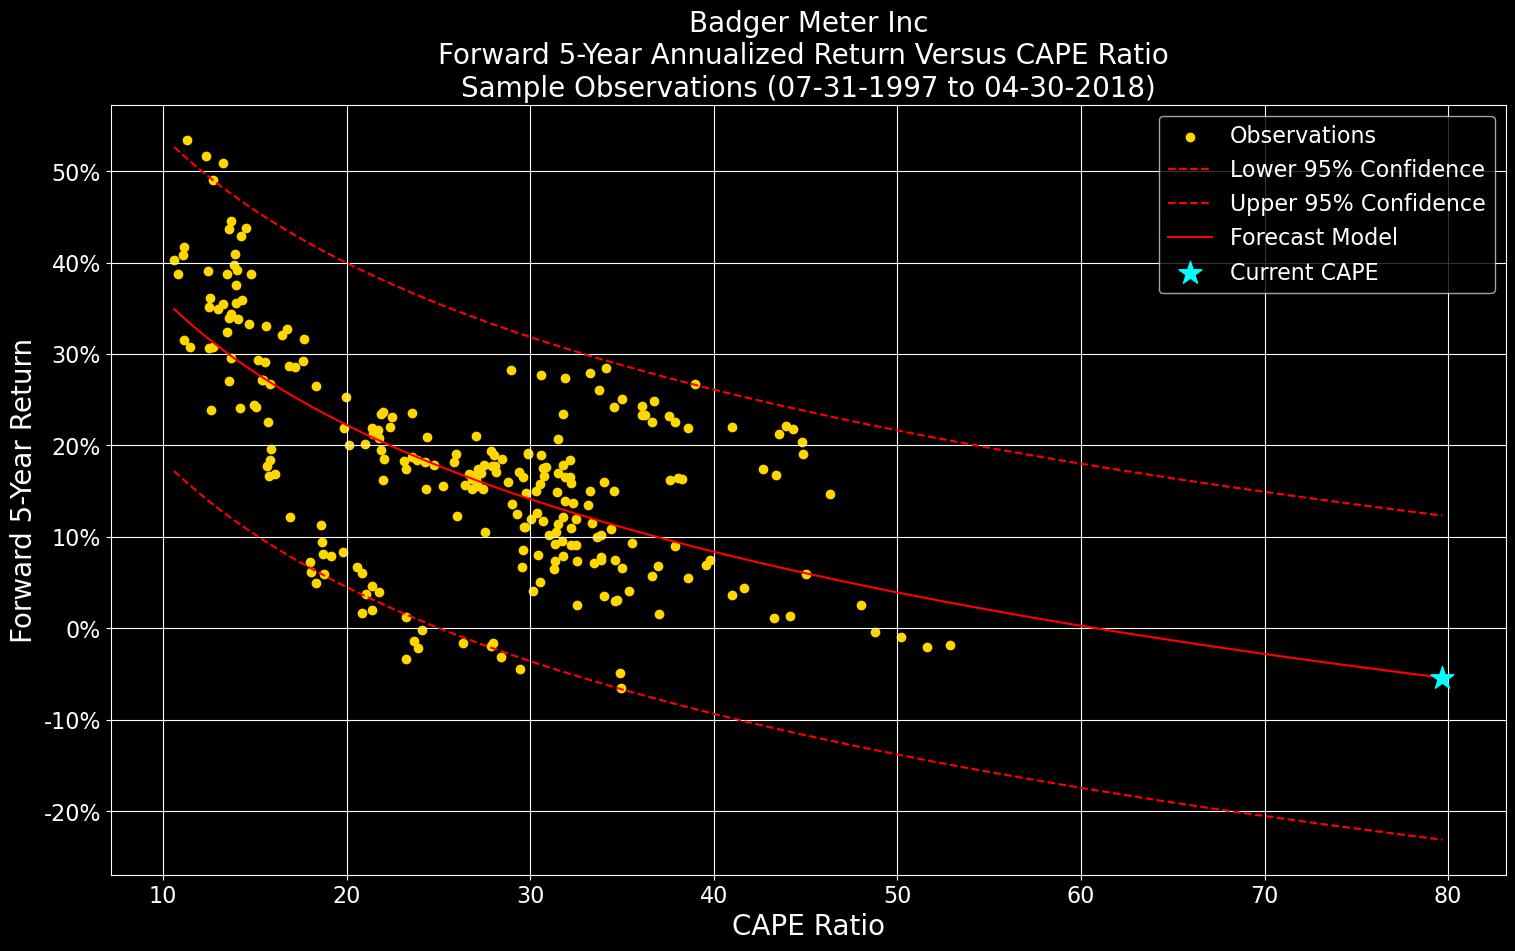 Badger Meter Inc
Forward 5-Year Annualized Return Versus CAPE Ratio
Sample Observations (07-31-1997 to 04-30-2018)
Observations
Lower 95% Confidence
Upper 95% Confidence
Forecast Model
Current CAPE
Forward 5-Year Return
50%
40%
30%
20%
10%
0%
-10%
-20%
10 20 30 40 50 60 70 80
CAPE Ratio